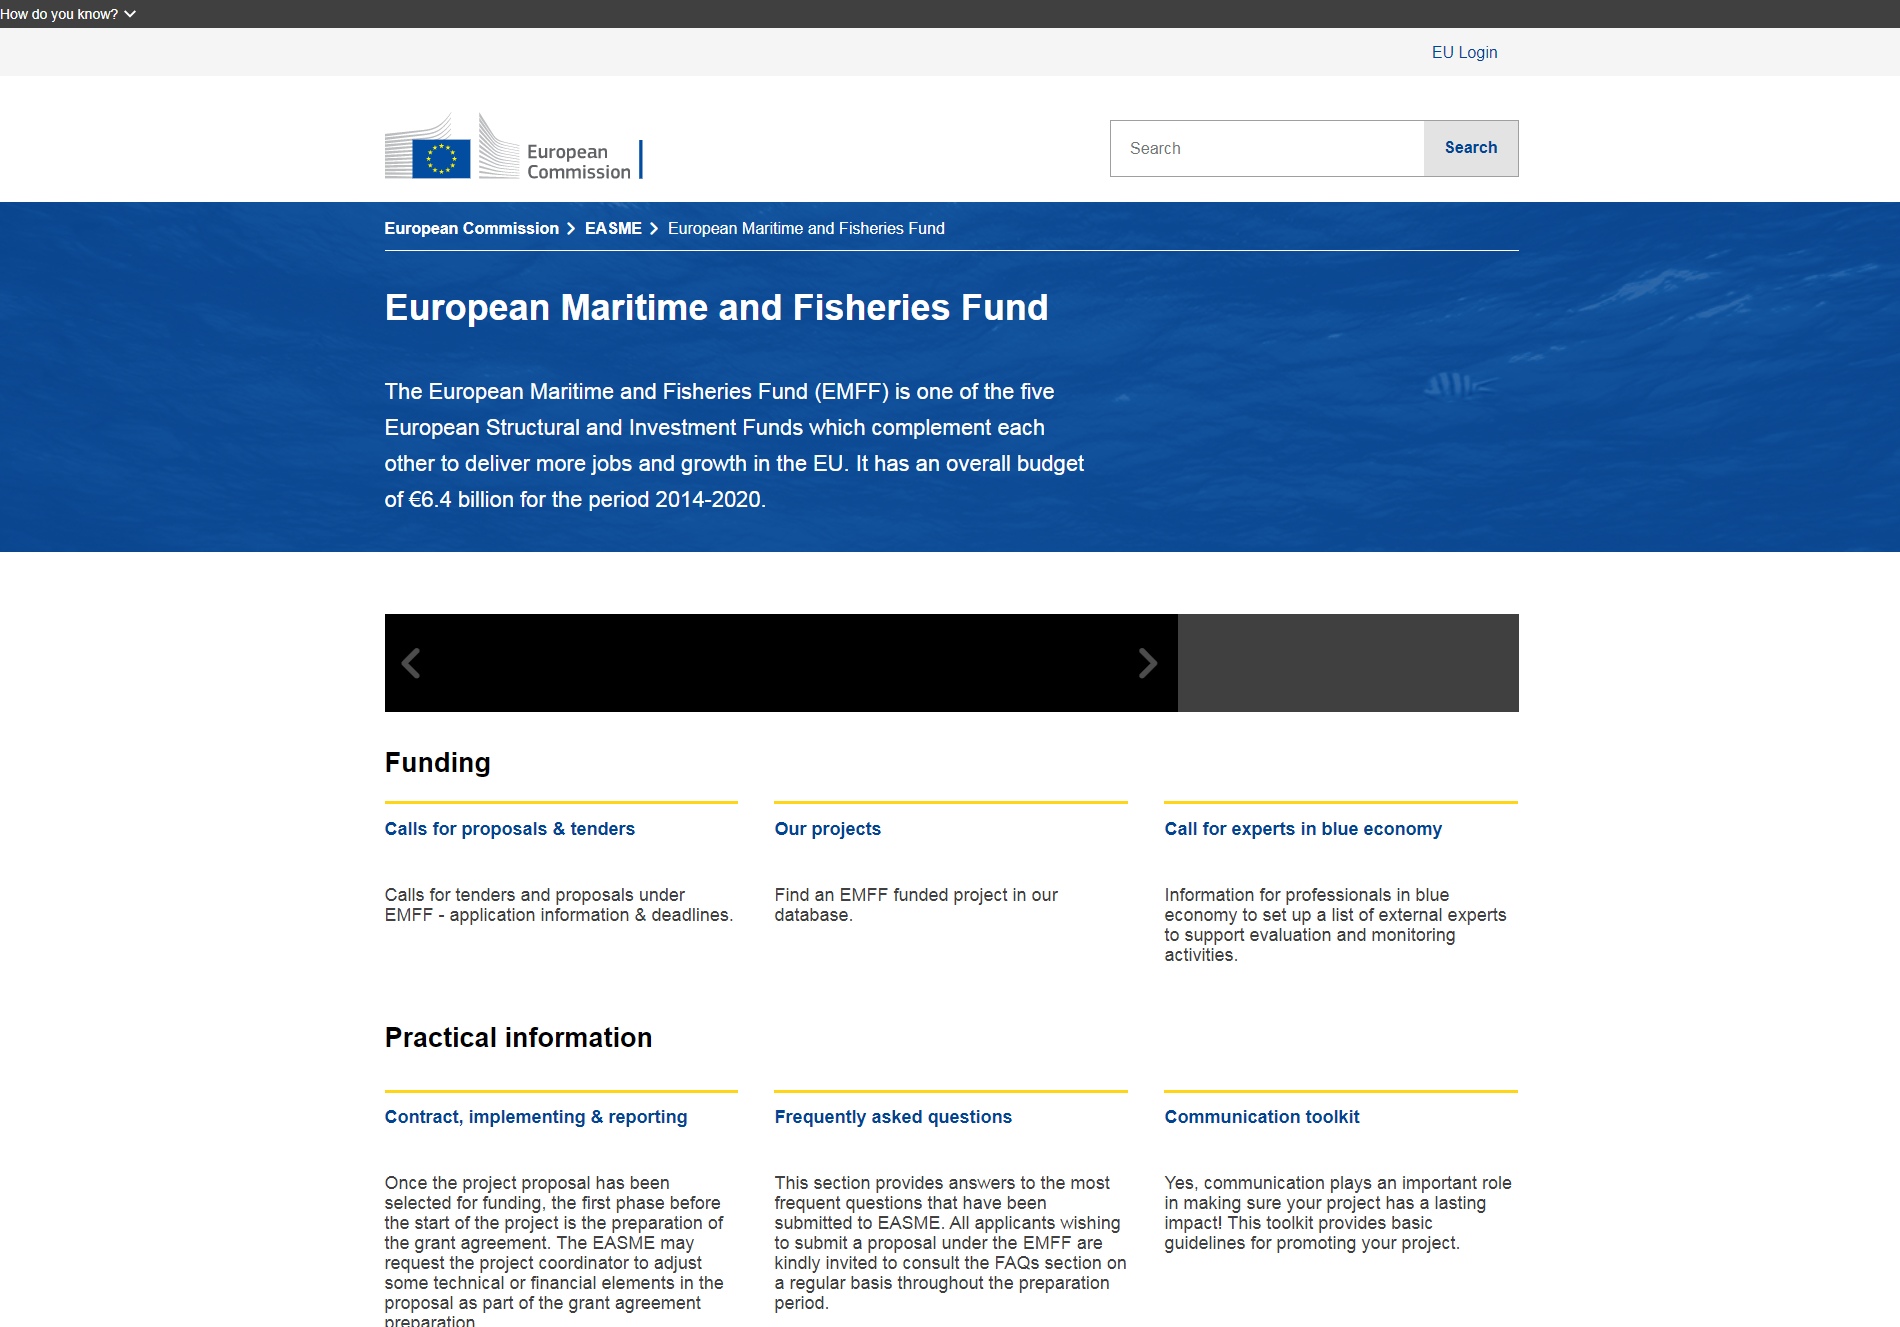 How do you know?
EU Login
European
Commission
Search
Search
European Commission EASME European Maritime and Fisheries Fund
European Maritime and Fisheries Fund
The European Maritime and Fisheries Fund (EMFF) is one of the five
European Structural and Investment Funds which complement each
other to deliver more jobs and growth in the EU. It has an overall budget
of €6.4 billion for the period 2014-2020.
Funding
Calls for proposals & tenders
Calls for tenders and proposals under
EMFF - application information & deadlines.
Our projects
Find an EMFF funded project in our
database.
Call for experts in blue economy
Information for professionals in blue
economy to set up a list of external experts
to support evaluation and monitoring
activities.
Practical information
Contract, implementing & reporting
Once the project proposal has been
selected for funding, the first phase before
the start of the project is the preparation of
the grant agreement. The EASME may
request the project coordinator to adjust
some technical or financial elements in the
proposal as part of the grant agreement
preparation
Frequently asked questions
This section provides answers to the most
frequent questions that have been
submitted to EASME. All applicants wishing
to submit a proposal under the EMFF are
kindly invited to consult the FAQs section on
a regular basis throughout the preparation
period.
Communication toolkit
Yes, communication plays an important role
in making sure your project has a lasting
impact! This toolkit provides basic
guidelines for promoting your project.